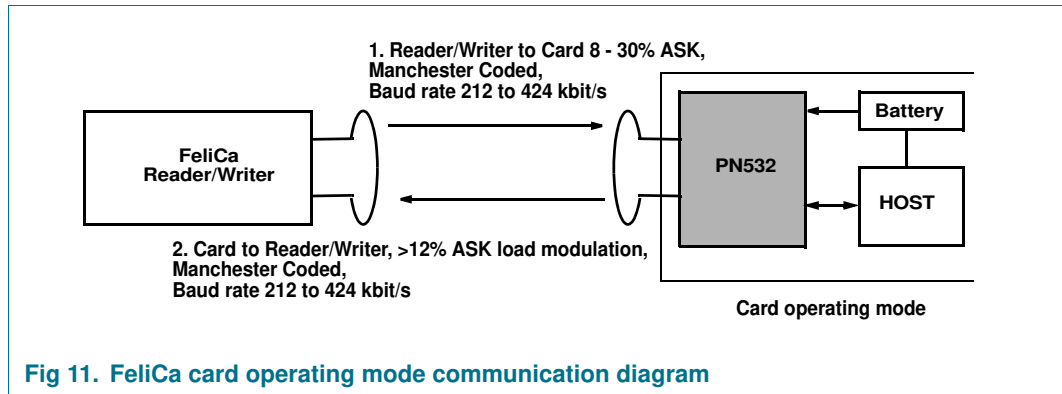 1. Reader/Writer to Card 8 - 30% ASK,
Manchester Coded,
Baud rate 212 to 424 kbit/s
FeliCa
Reader/Writer
PN532
Battery
HOST
2. Card to Reader/Writer, >12% ASK load modulation,
Manchester Coded,
Baud rate 212 to 424 kbit/s
Card operating mode
Fig 11. FeliCa card operating mode communication diagram